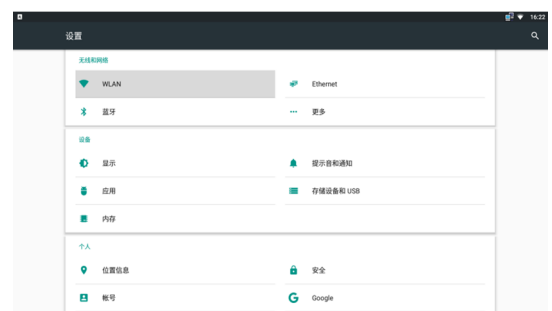 16:22
设置
无线和网络
WLAN
Ethernet
蓝牙
更多
设备
显示
提示音和通知
应用
存储设备和 USB
内存
个人
位置信息
安全
帐号
Google